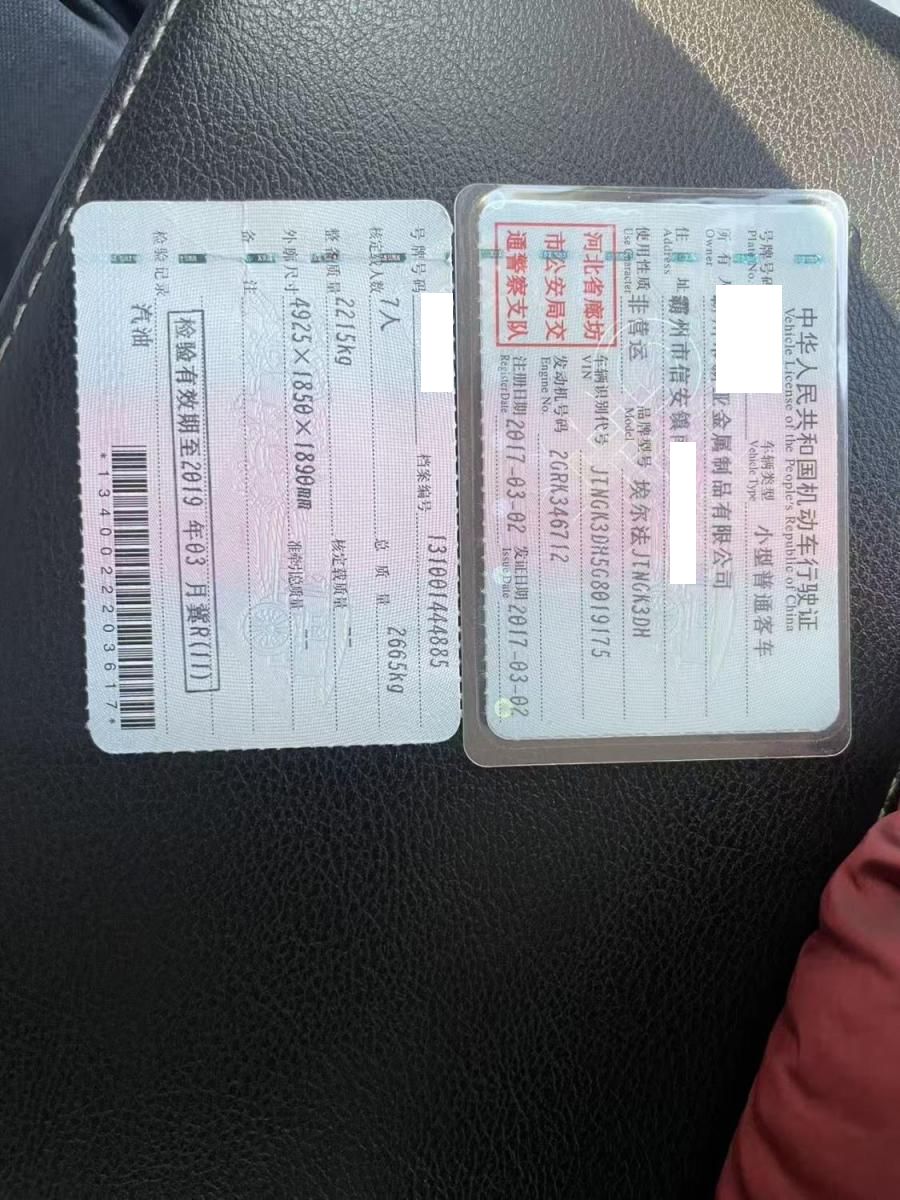 中华人民共和国机动车行驶证
Vehicle License of the People's Republic of China
号牌号码 车辆类型 小型普通客车
Plate No. Vehicle Type
所有人 业金属制品有限公司
Owner
住址 霸州市信安镇
Address
使用性质 非营运 品牌型号 埃尔法JTNGK3DH
Use Character Model
河北省廊坊
市公安局交
通警察支队
车辆识别代号 JTNGK3DH5G8019175
VIN
发动机号码 2GRK346712
Engine No.
注册日期 2017-03-02 发证日期 2017-03-02
Register Date Issue Date
号牌号码 档案编号 131001444885
核定载人数 7人 总质量 2665kg
整备质量 2215kg 核定载质量 --
外廓尺寸 4925×1850×1890mm 准牵引总质量 --
备注
检验记录 检验有效期至2019年03月冀R(11)
汽油
*1340022203617*